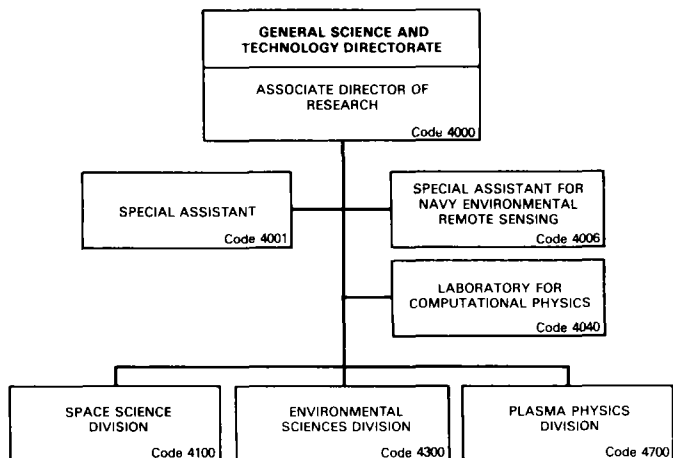 GENERAL SCIENCE AND
TECHNOLOGY DIRECTORATE
ASSOCIATE DIRECTOR OF
RESEARCH
Code 4000
SPECIAL ASSISTANT
Code 4001
SPECIAL ASSISTANT FOR
NAVY ENVIRONMENTAL
REMOTE SENSING
Code 4006
LABORATORY FOR
COMPUTATIONAL PHYSICS
Code 4040
SPACE SCIENCE
DIVISION
Code 4100
ENVIRONMENTAL
SCIENCES DIVISION
Code 4300
PLASMA PHYSICS
DIVISION
Code 4700